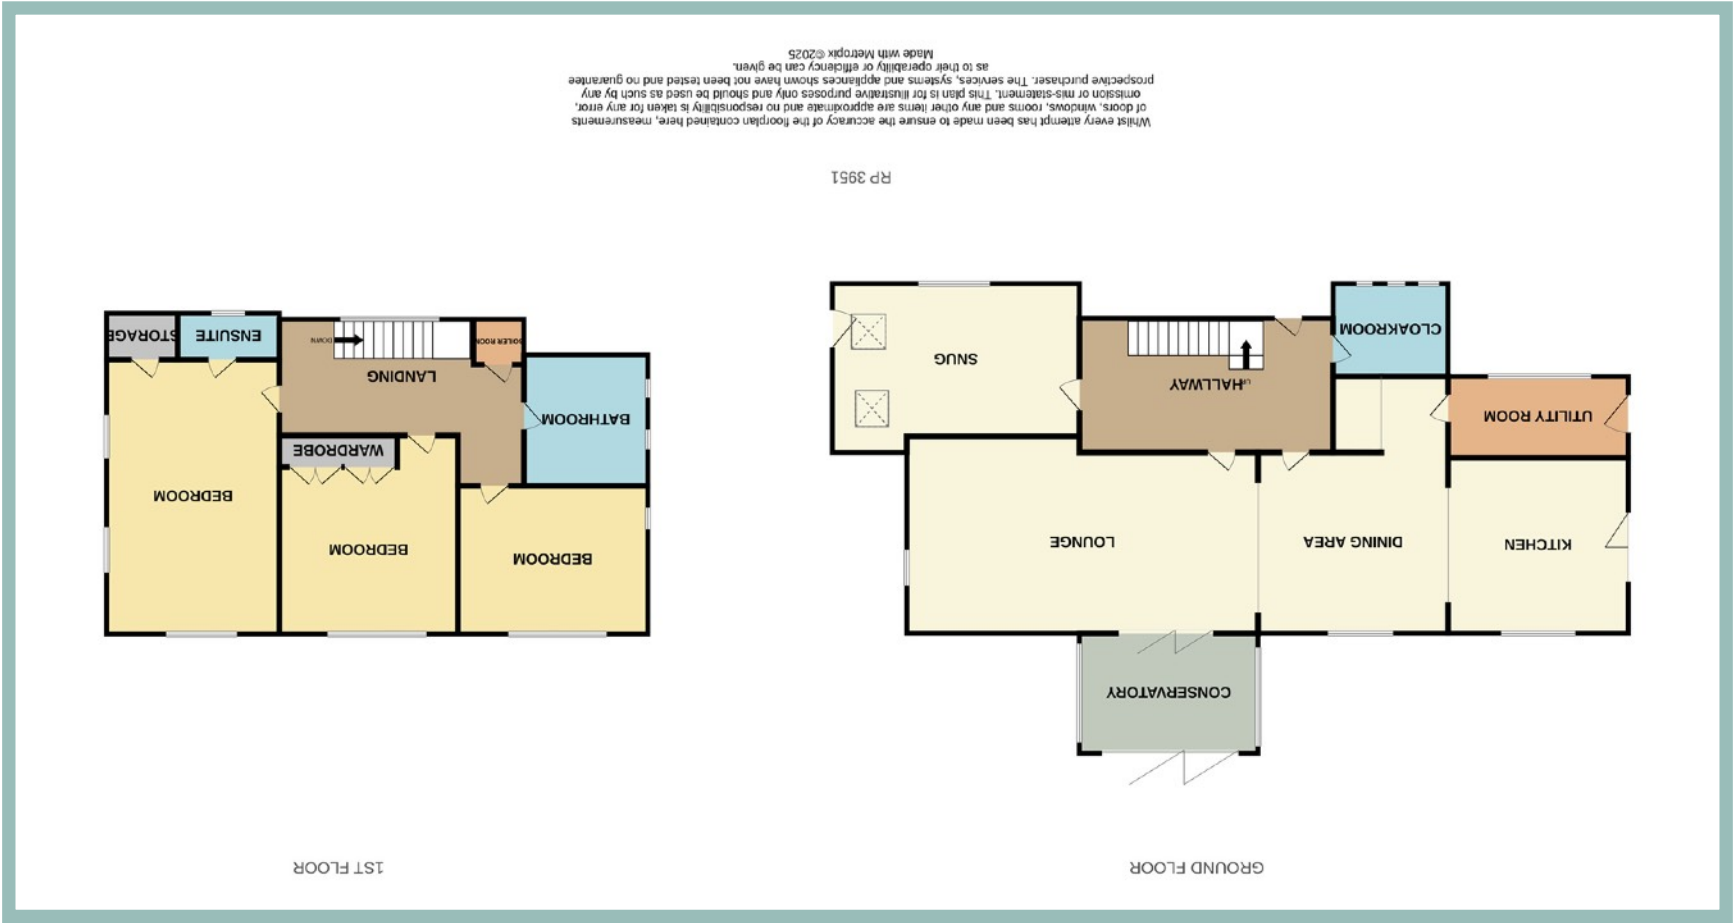 GROUND FLOOR
1ST FLOOR
CONSERVATORY
KITCHEN
DINING AREA
LOUNGE
UTILITY ROOM
HALLWAY
UP
CLOAKROOM
SNUG
BEDROOM
BEDROOM
BEDROOM
WARDROBE
BATHROOM
LANDING
DOWN
BOILER ROOM
ENSUITE
STORAGE
RP 3951
Whilst every attempt has been made to ensure the accuracy of the floorplan contained here, measurements
of doors, windows, rooms and any other items are approximate and no responsibility is taken for any error,
omission or mis-statement. This plan is for illustrative purposes only and should be used as such by any
prospective purchaser. The services, systems and appliances shown have not been tested and no guarantee
as to their operability or efficiency can be given.
Made with Metropix ©2025